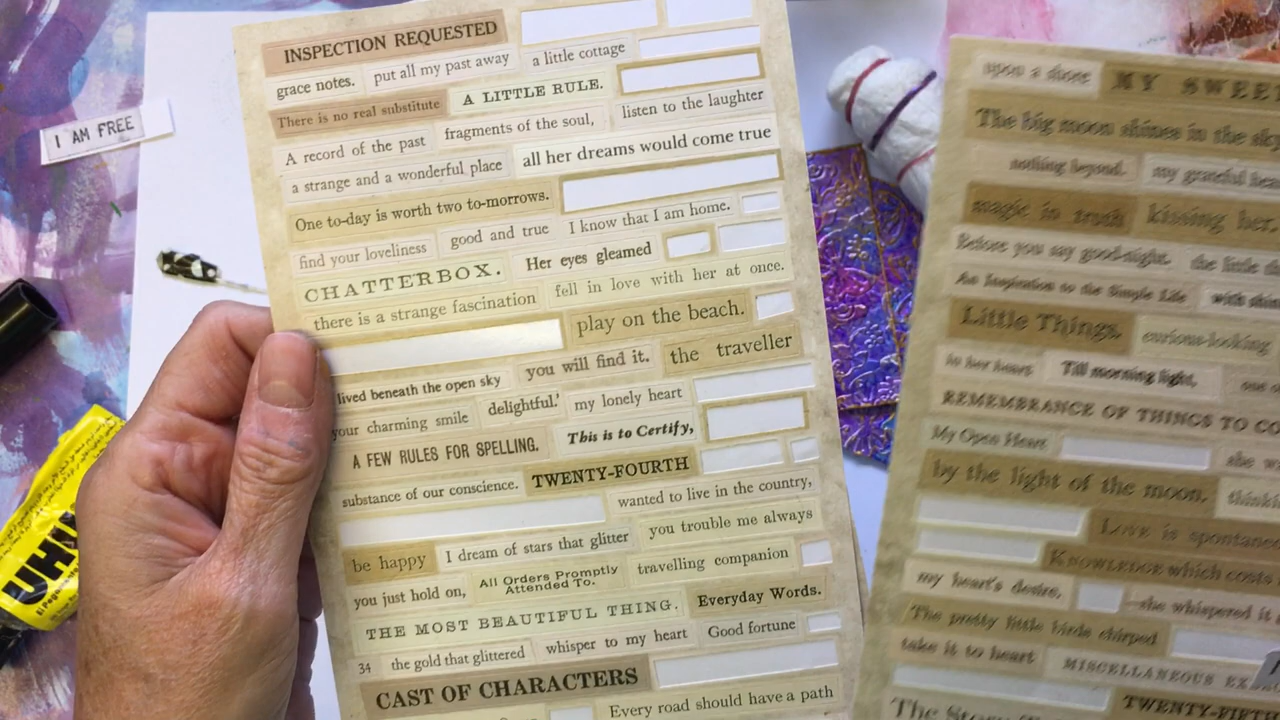 INSPECTION REQUESTED
grace notes. put all my past away a little cottage
There is no real substitute A LITTLE RULE.
A record of the past fragments of the soul, listen to the laughter
a strange and a wonderful place all her dreams would come true
One to-day is worth two to-morrows.
find your loveliness good and true I know that I am home.
CHATTERBOX. Her eyes gleamed
there is a strange fascination fell in love with her at once.
play on the beach.
lived beneath the open sky you will find it. the traveller
your charming smile delightful.' my lonely heart
A FEW RULES FOR SPELLING. This is to Certify,
substance of our conscience. TWENTY-FOURTH
wanted to live in the country,
be happy I dream of stars that glitter you trouble me always
you just hold on, All Orders Promptly Attended To. travelling companion
THE MOST BEAUTIFUL THING. Everyday Words.
34 the gold that glittered whisper to my heart Good fortune
CAST OF CHARACTERS
Every road should have a path
I AM FREE
UHU
upon a time MY SWEET
The big moon shines in the sky
nothing beyond. my grateful
magic in truth kissing her.
Before you say good-night. the little
An Inspiration to the Simple Life with
Little Things. curious-looking
in her heart Till morning light,
REMEMBRANCE OF THINGS TO CO
My Open Heart she
by the light of the moon.
Love is spontaneo
KNOWLEDGE which costs
my heart's desire, she whispered it
The pretty little birds chirped
take it to heart MISCELLANEOUS EX
TWENTY-FIFTH
The Story